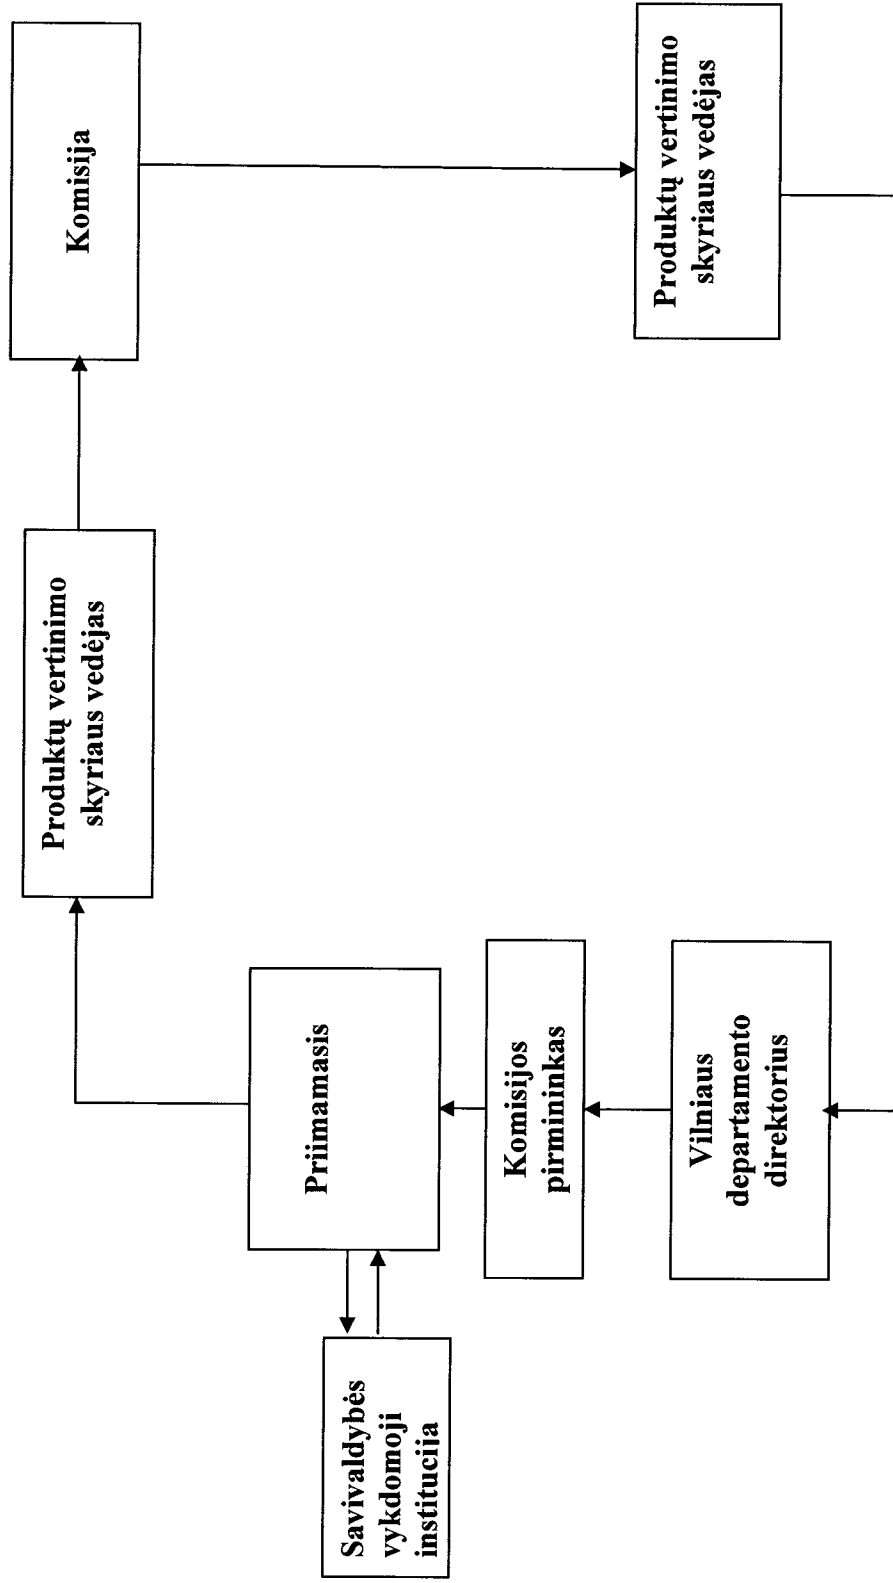 Savivaldybės
vykdomoji
institucija
Priimamasis
Produktų vertinimo
skyriaus vedėjas
Komisija
Produktų vertinimo
skyriaus vedėjas
Vilniaus
departamento
direktorius
Komisijos
pirmininkas